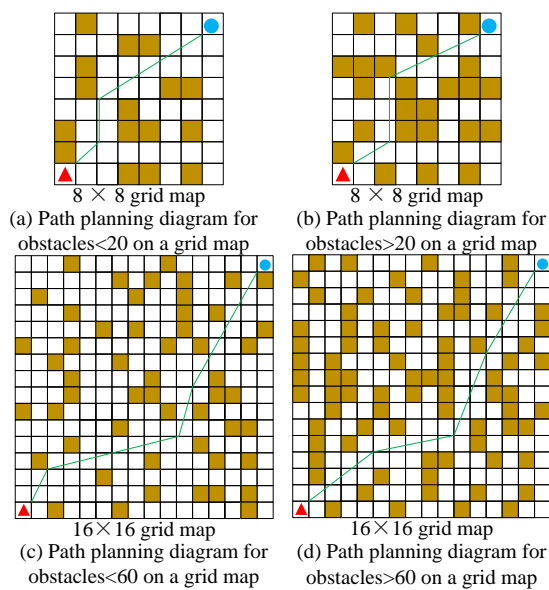 8 × 8 grid map
8 × 8 grid map
(a) Path planning diagram for
obstacles<20 on a grid map
(b) Path planning diagram for
obstacles>20 on a grid map
16×16 grid map
16×16 grid map
(c) Path planning diagram for
obstacles<60 on a grid map
(d) Path planning diagram for
obstacles>60 on a grid map